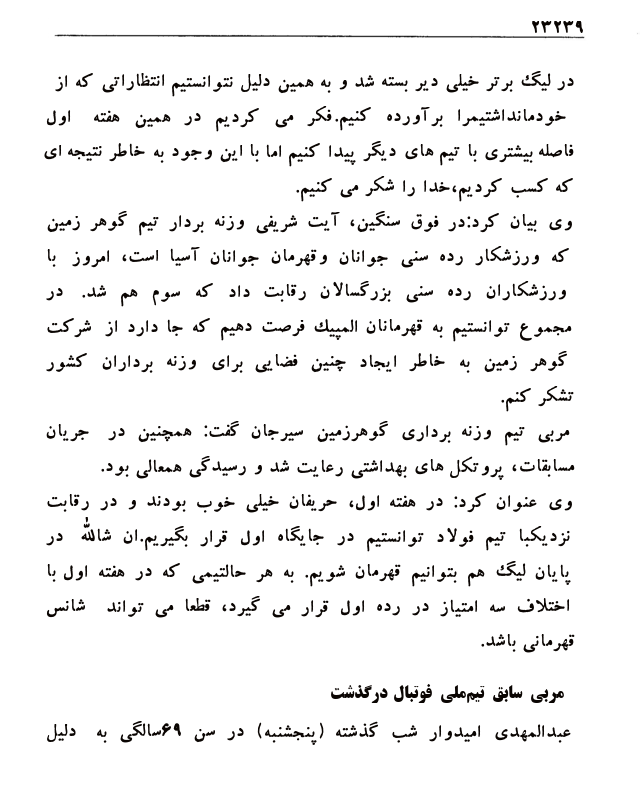 ۲۳۲۳۹
در لیگ برتر خیلی دیر بسته شد و به همین دلیل نتوانستیم انتظاراتی که از
خودمانداشتیمرا برآورده کنیم.فکر می کردیم در همین هفته اول
فاصله بیشتری با تیم های دیگر پیدا کنیم اما با این وجود به خاطر نتیجه ای
که کسب کردیم،خدا را شکر می کنیم.
وی بیان کرد:در فوق سنگین، آیت شریفی وزنه بردار تیم گوهر زمین
که ورزشکار رده سنی جوانان وقهرمان جوانان آسیا است، امروز با
ورزشکاران رده سنی بزرگسالان رقابت داد که سوم هم شد. در
مجموع توانستیم به قهرمانان المپیك فرصت دهیم که جا دارد از شرکت
گوهر زمین به خاطر ایجاد چنین فضایی برای وزنه برداران کشور
تشکر کنم.
مربی تیم وزنه برداری گوهرزمین سیرجان گفت: همچنین در جریان
مسابقات، پروتکل های بهداشتی رعایت شد و رسیدگی همعالی بود.
وی عنوان کرد: در هفته اول، حریفان خیلی خوب بودند و در رقابت
نزدیکبا تیم فولاد توانستیم در جایگاه اول قرار بگیریم.ان شالله در
پایان لیگ هم بتوانیم قهرمان شویم. به هر حالتیمی که در هفته اول با
اختلاف سه امتیاز در رده اول قرار می گیرد، قطعا می تواند شانس
قهرمانی باشد.
مربی سابق تیم‌ملی فوتبال درگذشت
عبدالمهدی امیدوار شب گذشته (پنجشنبه) در سن ۶۹سالگی به دلیل